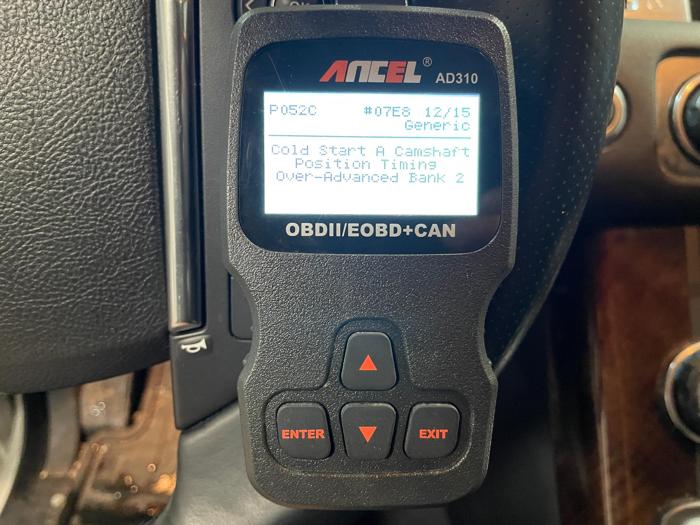 ANCEL® AD310
P052C #07E8 12/15
Generic
Cold Start A Camshaft
Position Timing
Over-Advanced Bank 2
OBDII/EOBD+CAN
ENTER
EXIT